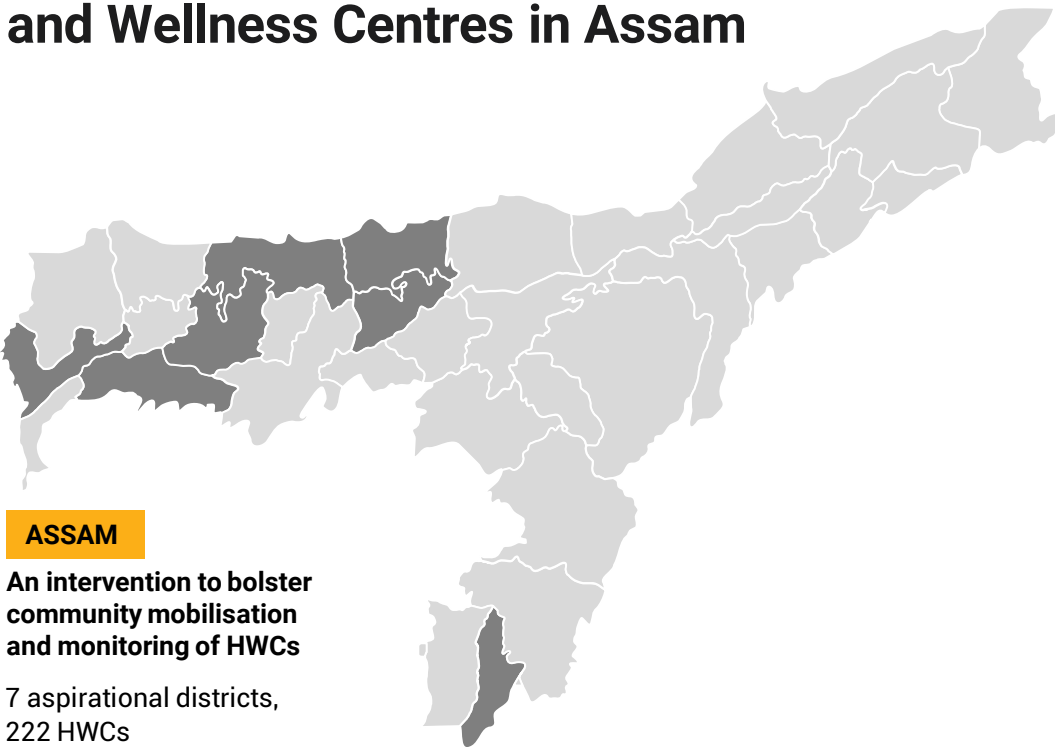 and Wellness Centres in Assam
ASSAM
An intervention to bolster
community mobilisation
and monitoring of HWCs
7 aspirational districts,
222 HWCs